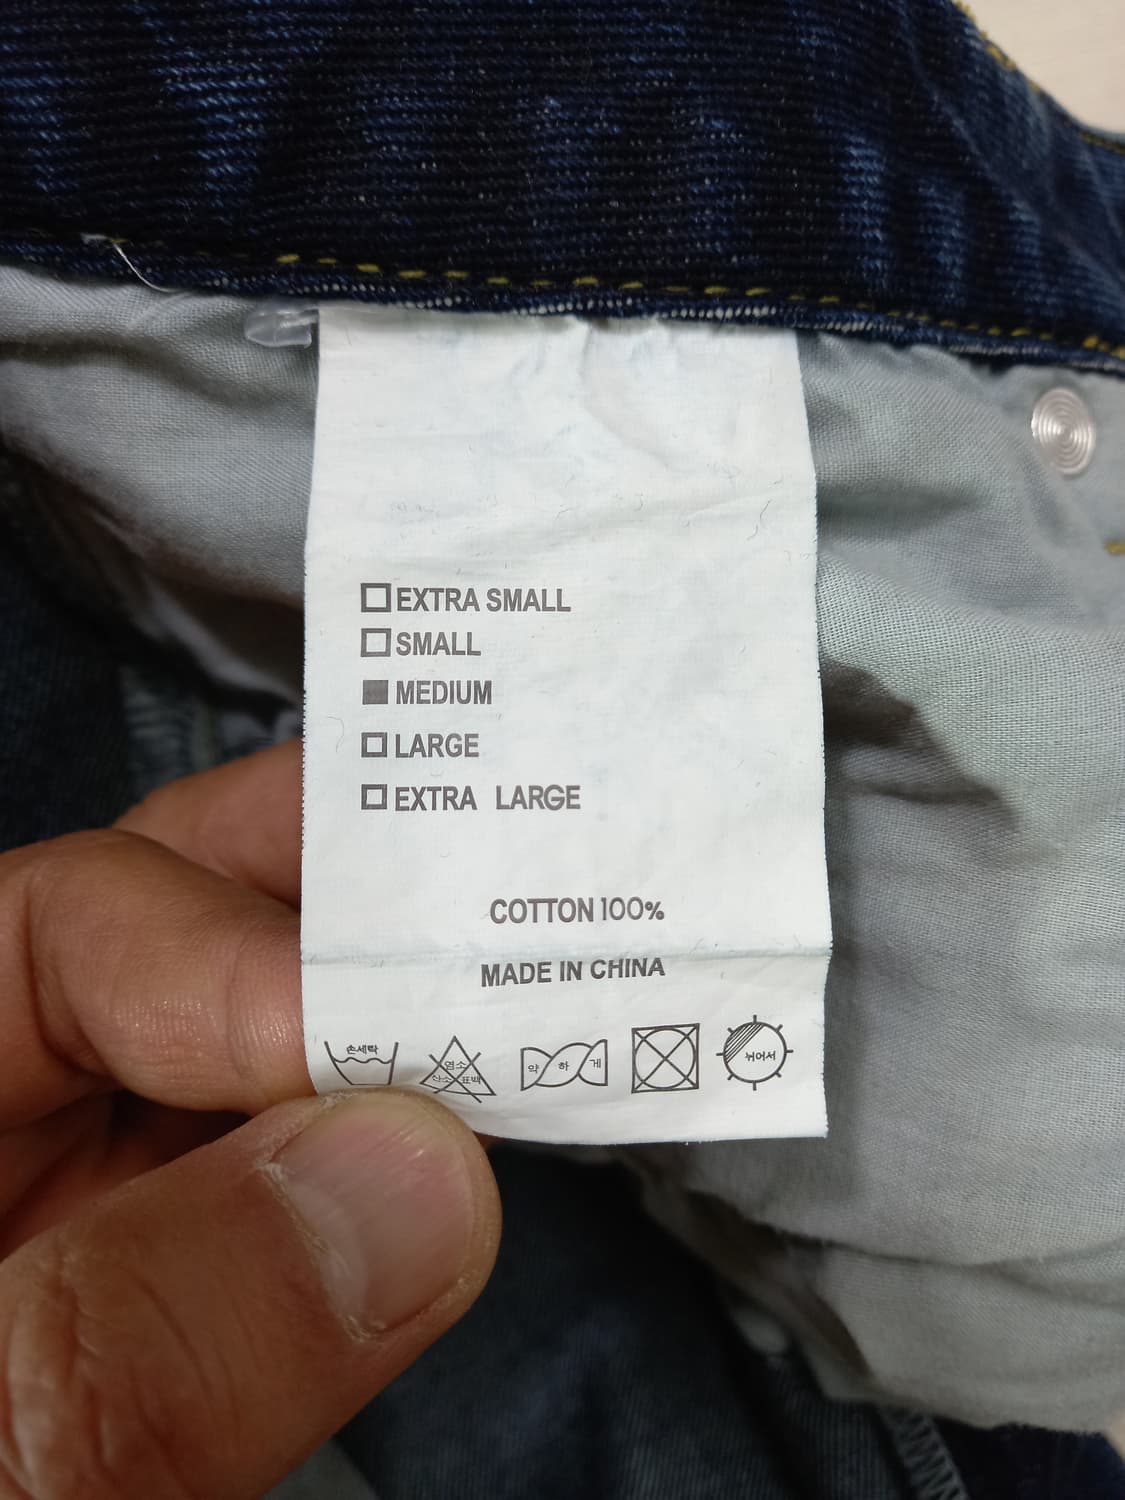 EXTRA SMALL
SMALL
MEDIUM
LARGE
EXTRA LARGE
COTTON 100%
MADE IN CHINA
손세탁
염소
산소 표백
약 하 게
뉘어서